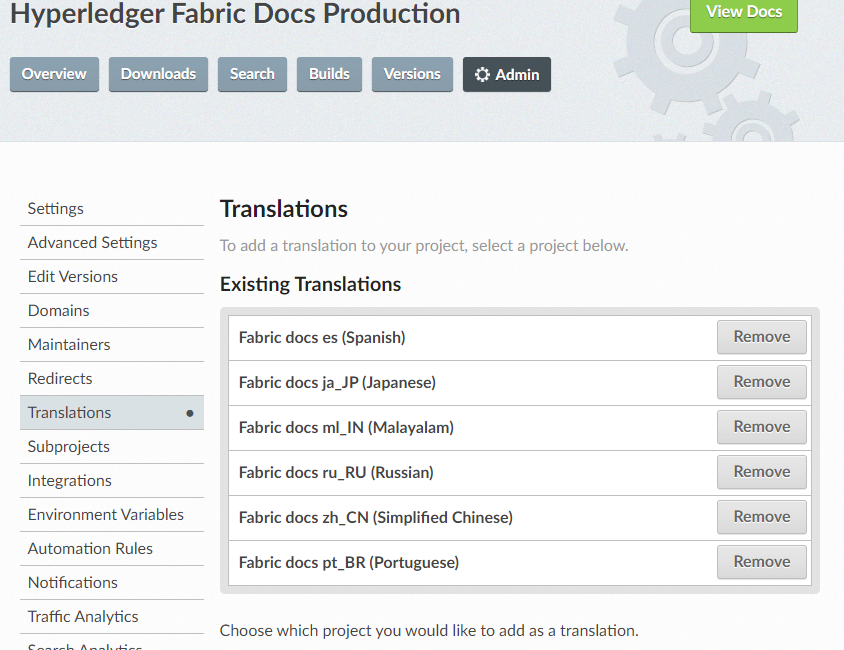 Hyperledger Fabric Docs Production
View Docs
Overview
Downloads
Search
Builds
Versions
Admin
Settings
Advanced Settings
Edit Versions
Domains
Maintainers
Redirects
Translations
Subprojects
Integrations
Environment Variables
Automation Rules
Notifications
Traffic Analytics
Search Analytics
Translations
To add a translation to your project, select a project below.
Existing Translations
Fabric docs es (Spanish) Remove
Fabric docs ja_JP (Japanese) Remove
Fabric docs ml_IN (Malayalam) Remove
Fabric docs ru_RU (Russian) Remove
Fabric docs zh_CN (Simplified Chinese) Remove
Fabric docs pt_BR (Portuguese) Remove
Choose which project you would like to add as a translation.